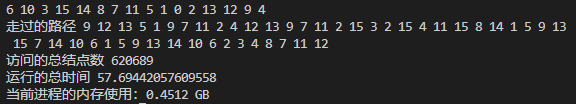 6 10 3 15 14 8 7 11 5 1 0 2 13 12 9 4
走过的路径 9 12 13 5 1 9 7 11 2 4 12 13 9 7 11 2 15 3 2 15 4 11 15 8 14 1 5 9 13
15 7 14 10 6 1 5 9 13 14 10 6 2 3 4 8 7 11 12
访问的总结点数 620689
运行的总时间 57.69442057609558
当前进程的内存使用: 0.4512 GB